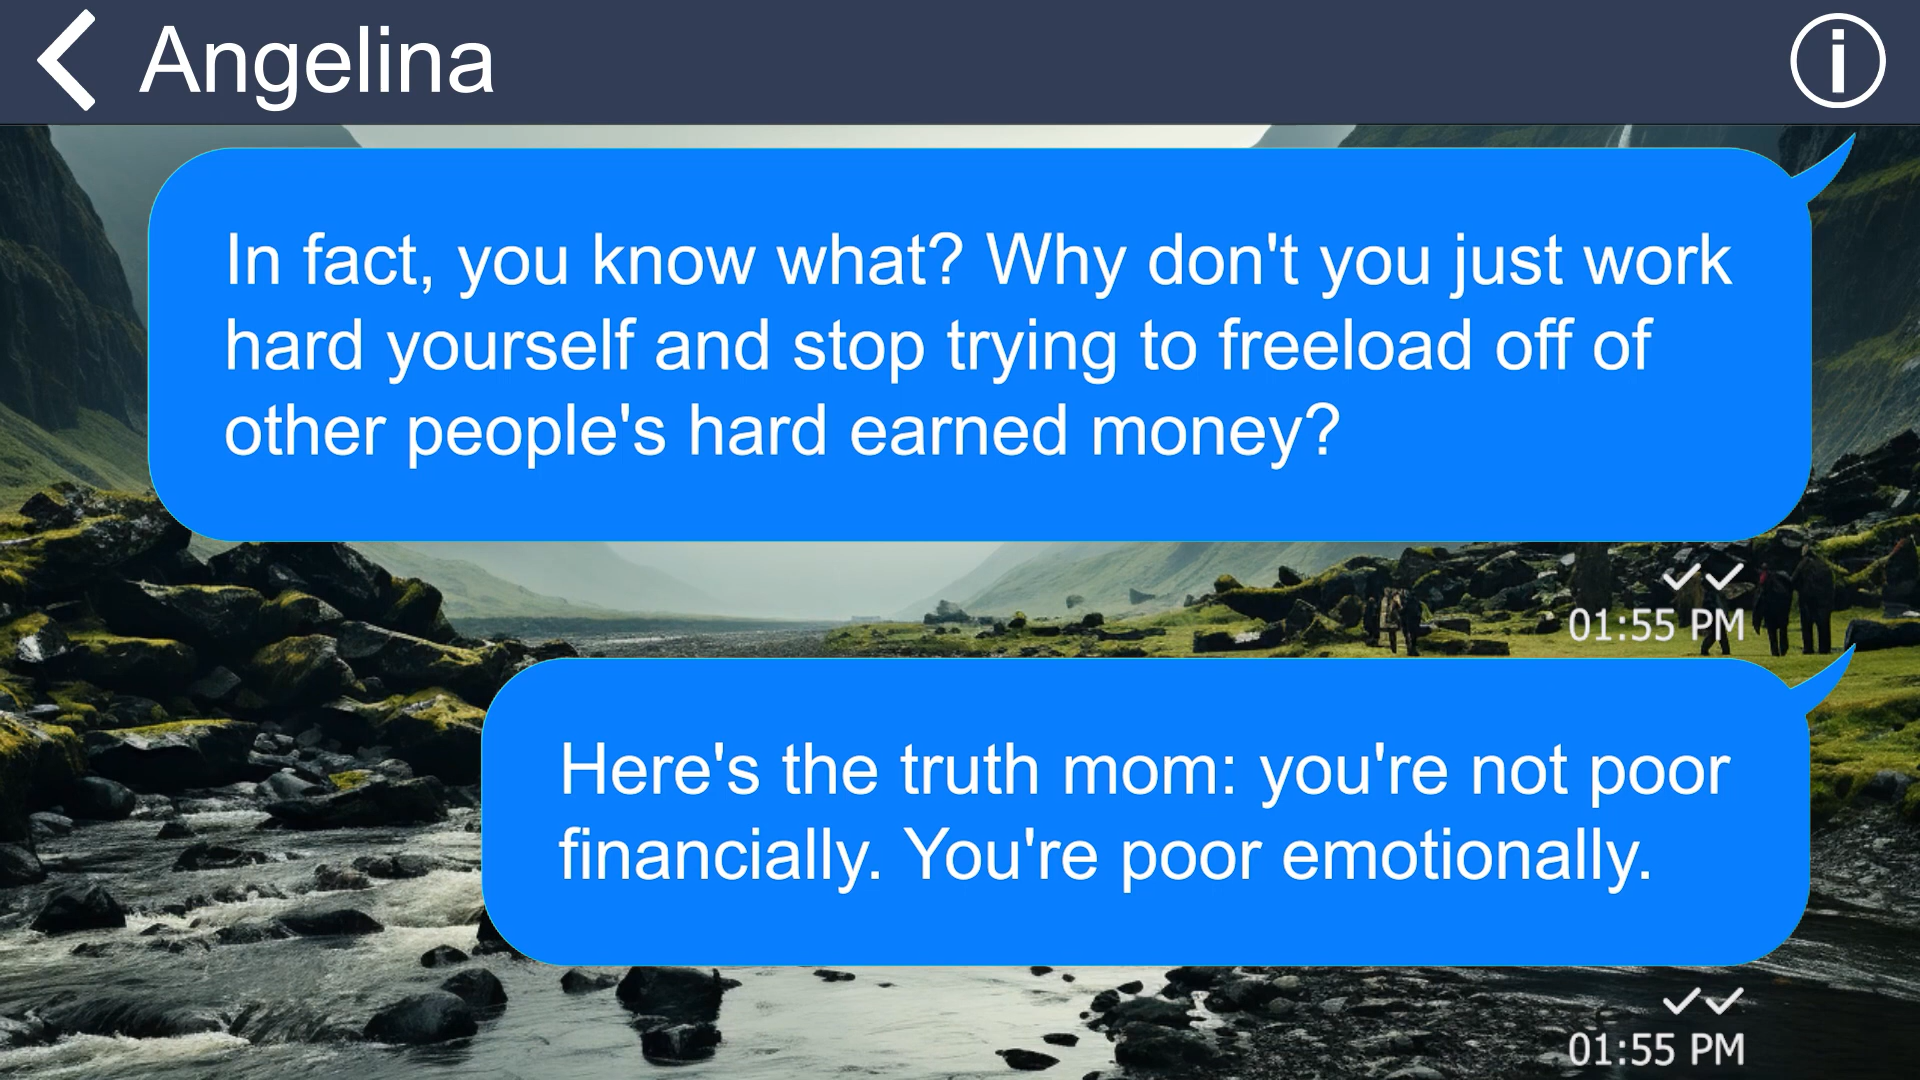 Angelina
In fact, you know what? Why don't you just work
hard yourself and stop trying to freeload off of
other people's hard earned money?
01:55 PM
Here's the truth mom: you're not poor
financially. You're poor emotionally.
01:55 PM